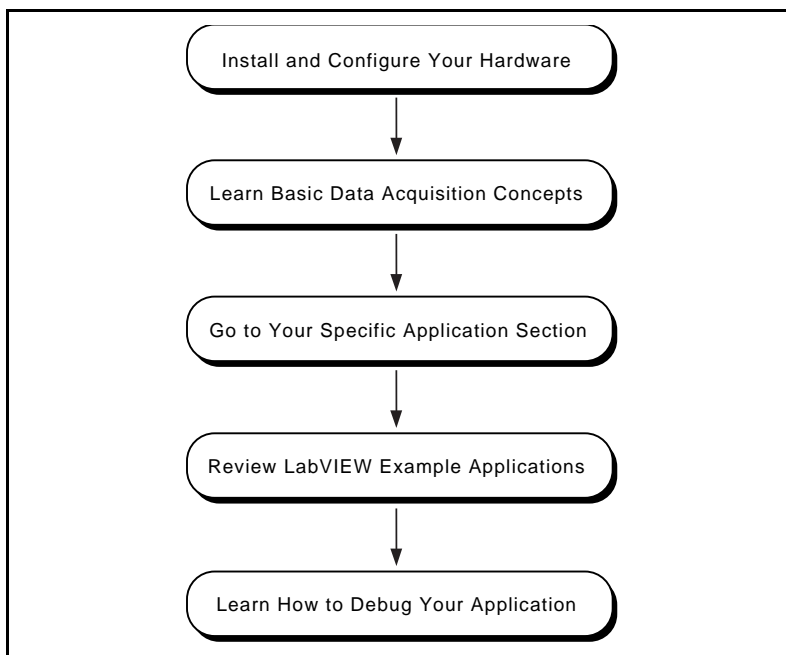 Install and Configure Your Hardware
Learn Basic Data Acquisition Concepts
Go to Your Specific Application Section
Review LabVIEW Example Applications
Learn How to Debug Your Application